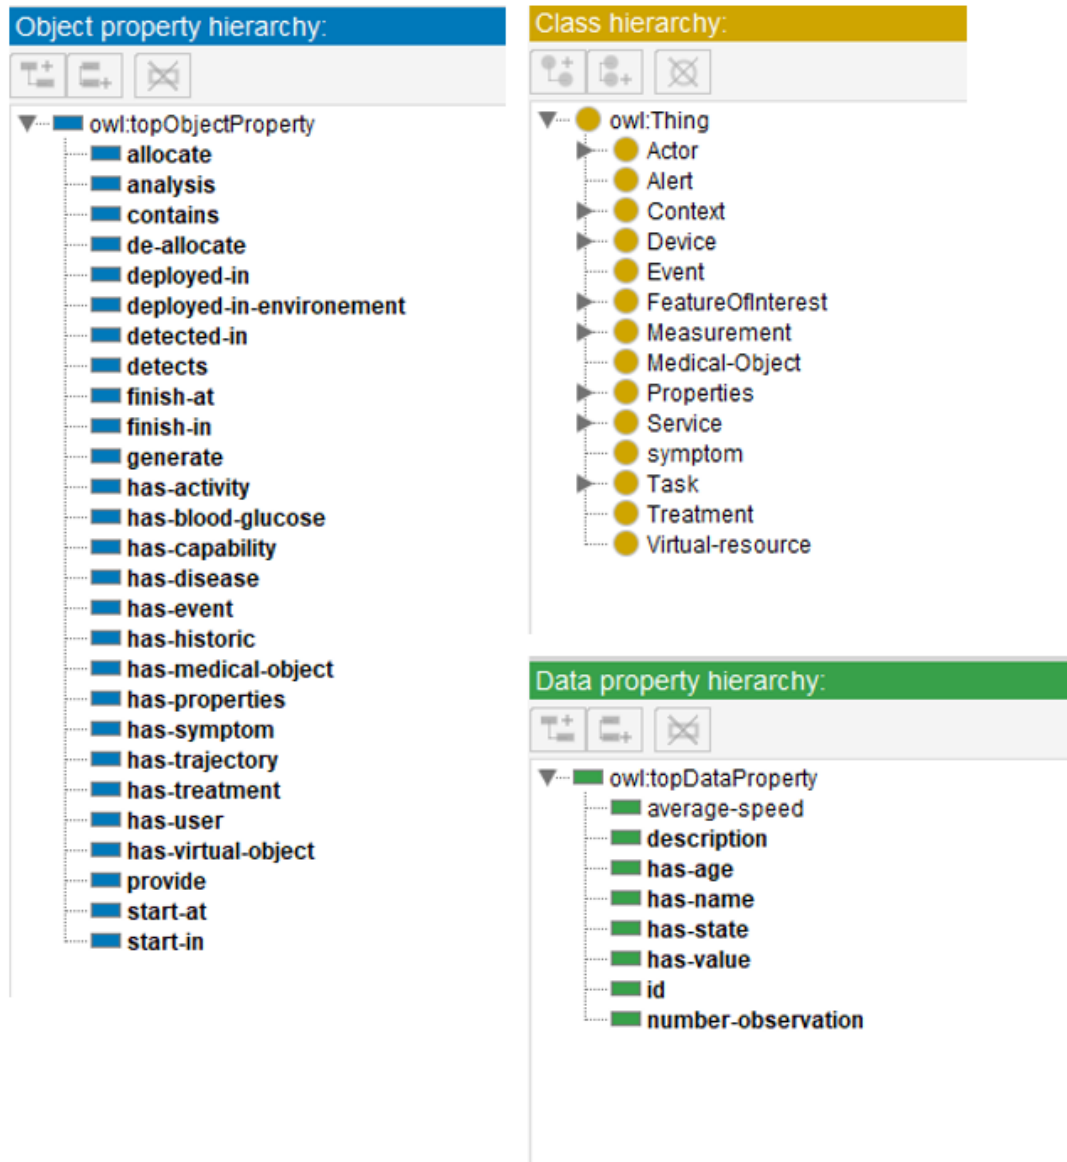 Object property hierarchy:
owl:topObjectProperty
allocate
analysis
contains
de-allocate
deployed-in
deployed-in-environement
detected-in
detects
finish-at
finish-in
generate
has-activity
has-blood-glucose
has-capability
has-disease
has-event
has-historic
has-medical-object
has-properties
has-symptom
has-trajectory
has-treatment
has-user
has-virtual-object
provide
start-at
start-in
Class hierarchy:
owl:Thing
Actor
Alert
Context
Device
Event
FeatureOfInterest
Measurement
Medical-Object
Properties
Service
symptom
Task
Treatment
Virtual-resource
Data property hierarchy:
owl:topDataProperty
average-speed
description
has-age
has-name
has-state
has-value
id
number-observation